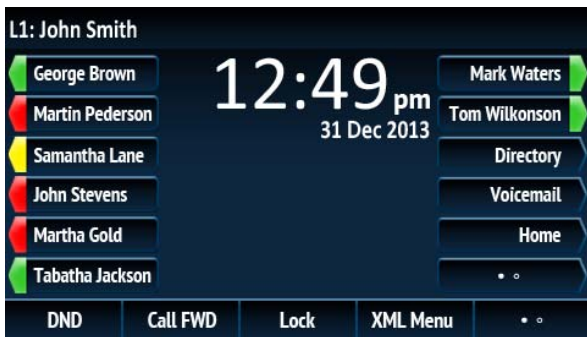 L1: John Smith
George Brown
Martin Pederson
Samantha Lane
John Stevens
Martha Gold
Tabatha Jackson
12:49 pm
31 Dec 2013
Mark Waters
Tom Wilkonson
Directory
Voicemail
Home
DND Call FWD Lock XML Menu